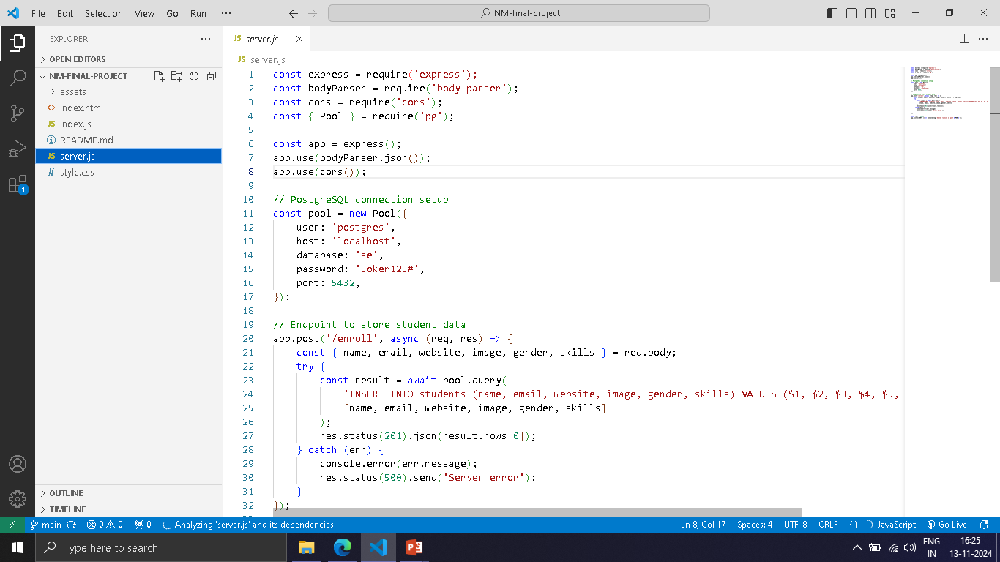 File Edit Selection View Go Run ···
NM-final-project
EXPLORER
OPEN EDITORS
NM-FINAL-PROJECT
assets
index.html
index.js
README.md
JS server.js
style.css
OUTLINE
TIMELINE
JS server.js
JS server.js
1 const express = require('express');
2 const bodyParser = require('body-parser');
3 const cors = require('cors');
4 const { Pool } = require('pg');
5
6 const app = express();
7 app.use(bodyParser.json());
8 app.use(cors());
9
10 // PostgreSQL connection setup
11 const pool = new Pool({
12 user: 'postgres',
13 host: 'localhost',
14 database: 'se',
15 password: 'Joker123#',
16 port: 5432,
17 });
18
19 // Endpoint to store student data
20 app.post('/enroll', async (req, res) => {
21 const { name, email, website, image, gender, skills } = req.body;
22 try {
23 const result = await pool.query(
24 'INSERT INTO students (name, email, website, image, gender, skills) VALUES ($1, $2, $3, $4, $5,
25 [name, email, website, image, gender, skills]
26 );
27 res.status(201).json(result.rows[0]);
28 } catch (err) {
29 console.error(err.message);
30 res.status(500).send('Server error');
31 }
32 });
1
main 0 0 0 Analyzing 'server.js' and its dependencies Ln 8, Col 17 Spaces: 4 UTF-8 CRLF {} JavaScript Go Live
Type here to search
ENG
IN
16:25
13-11-2024